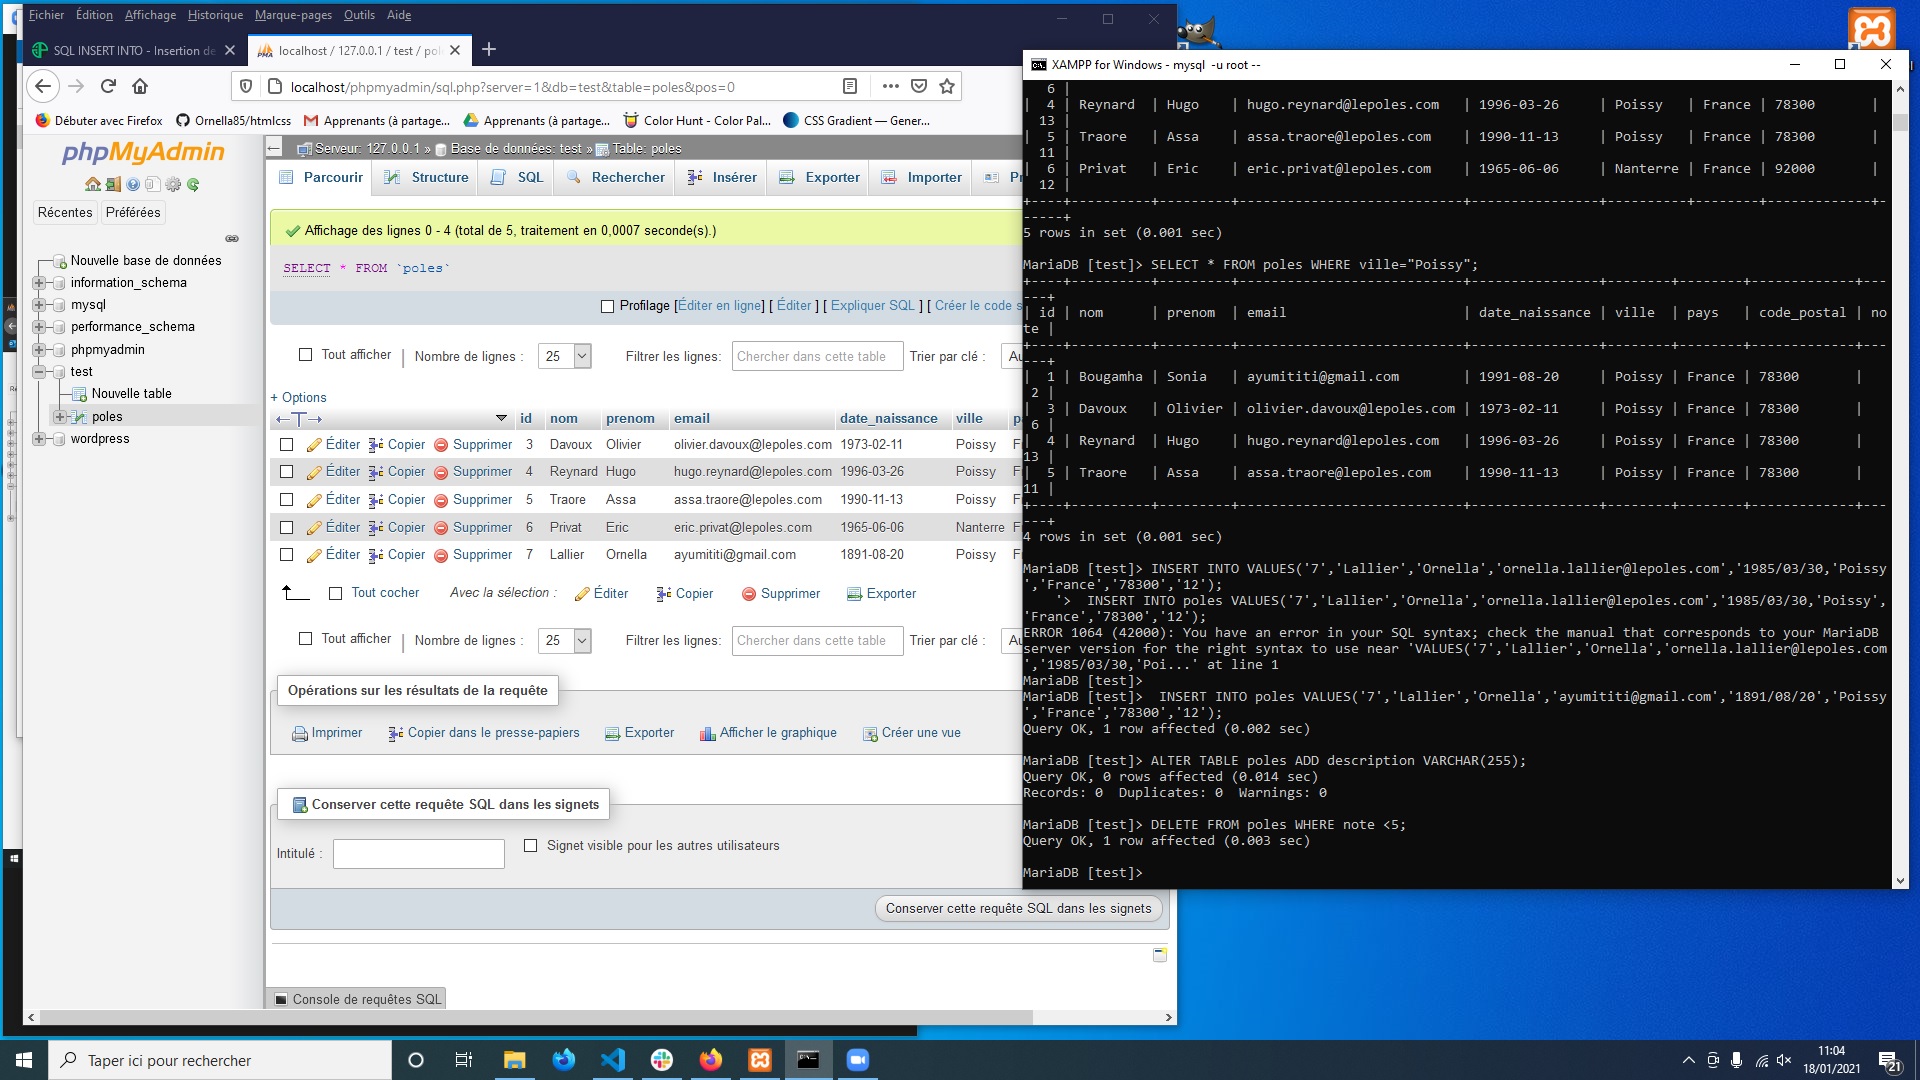 Fichier Édition Affichage Historique Marque-pages Outils Aide
SQL INSERT INTO - Insertion de
localhost / 127.0.0.1 / test / pol
localhost/phpmyadmin/sql.php?server=1&db=test&table=poles&pos=0
Débuter avec Firefox Ornella85/htmlcss Apprenants (à partage... Apprenants (à partage... Color Hunt - Color Pal... CSS Gradient — Gener...
phpMyAdmin
Récentes Préférées
Nouvelle base de données
information_schema
mysql
performance_schema
phpmyadmin
test
Nouvelle table
poles
wordpress
Serveur: 127.0.0.1 » Base de données: test » Table: poles
Parcourir Structure SQL Rechercher Insérer Exporter Importer
Affichage des lignes 0 - 4 (total de 5, traitement en 0,0007 seconde(s).)
SELECT * FROM `poles`
Profilage [Éditer en ligne] [ Éditer ] [ Expliquer SQL ] [ Créer le code s
Tout afficher | Nombre de lignes : 25 Filtrer les lignes: Chercher dans cette table Trier par clé :
+ Options
id nom prenom email date_naissance ville
Éditer Copier Supprimer 3 Davoux Olivier olivier.davoux@lepoles.com 1973-02-11 Poissy F
Éditer Copier Supprimer 4 Reynard Hugo hugo.reynard@lepoles.com 1996-03-26 Poissy F
Éditer Copier Supprimer 5 Traore Assa assa.traore@lepoles.com 1990-11-13 Poissy F
Éditer Copier Supprimer 6 Privat Eric eric.privat@lepoles.com 1965-06-06 Nanterre F
Éditer Copier Supprimer 7 Lallier Ornella ayumititi@gmail.com 1891-08-20 Poissy F
Tout cocher Avec la sélection : Éditer Copier Supprimer Exporter
Tout afficher | Nombre de lignes : 25 Filtrer les lignes: Chercher dans cette table Trier par clé :
Opérations sur les résultats de la requête
Imprimer Copier dans le presse-papiers Exporter Afficher le graphique Créer une vue
Conserver cette requête SQL dans les signets
Intitulé : Signet visible pour les autres utilisateurs
Conserver cette requête SQL dans les signets
Console de requêtes SQL
XAMPP for Windows - mysql -u root --
6 |
| 4 | Reynard | Hugo | hugo.reynard@lepoles.com | 1996-03-26 | Poissy | France | 78300 |
13 |
| 5 | Traore | Assa | assa.traore@lepoles.com | 1990-11-13 | Poissy | France | 78300 |
11 |
| 6 | Privat | Eric | eric.privat@lepoles.com | 1965-06-06 | Nanterre | France | 92000 |
12 |
5 rows in set (0.001 sec)
MariaDB [test]> SELECT * FROM poles WHERE ville="Poissy";
| id | nom | prenom | email | date_naissance | ville | pays | code_postal | no
te |
| 1 | Bougamha | Sonia | ayumititi@gmail.com | 1991-08-20 | Poissy | France | 78300 |
2 |
| 3 | Davoux | Olivier | olivier.davoux@lepoles.com | 1973-02-11 | Poissy | France | 78300 |
6 |
| 4 | Reynard | Hugo | hugo.reynard@lepoles.com | 1996-03-26 | Poissy | France | 78300 |
13 |
| 5 | Traore | Assa | assa.traore@lepoles.com | 1990-11-13 | Poissy | France | 78300 |
11 |
4 rows in set (0.001 sec)
MariaDB [test]> INSERT INTO VALUES('7','Lallier','Ornella','ornella.lallier@lepoles.com','1985/03/30,'Poissy
','France','78300','12');
'> INSERT INTO poles VALUES('7','Lallier','Ornella','ornella.lallier@lepoles.com','1985/03/30,'Poissy',
'France','78300','12');
ERROR 1064 (42000): You have an error in your SQL syntax; check the manual that corresponds to your MariaDB
server version for the right syntax to use near 'VALUES('7','Lallier','Ornella','ornella.lallier@lepoles.com
','1985/03/30,'Poi...' at line 1
MariaDB [test]>
MariaDB [test]> INSERT INTO poles VALUES('7','Lallier','Ornella','ayumititi@gmail.com','1891/08/20','Poissy
','France','78300','12');
Query OK, 1 row affected (0.002 sec)
MariaDB [test]> ALTER TABLE poles ADD description VARCHAR(255);
Query OK, 0 rows affected (0.014 sec)
Records: 0 Duplicates: 0 Warnings: 0
MariaDB [test]> DELETE FROM poles WHERE note <5;
Query OK, 1 row affected (0.003 sec)
MariaDB [test]>
Taper ici pour rechercher
11:04
18/01/2021
21